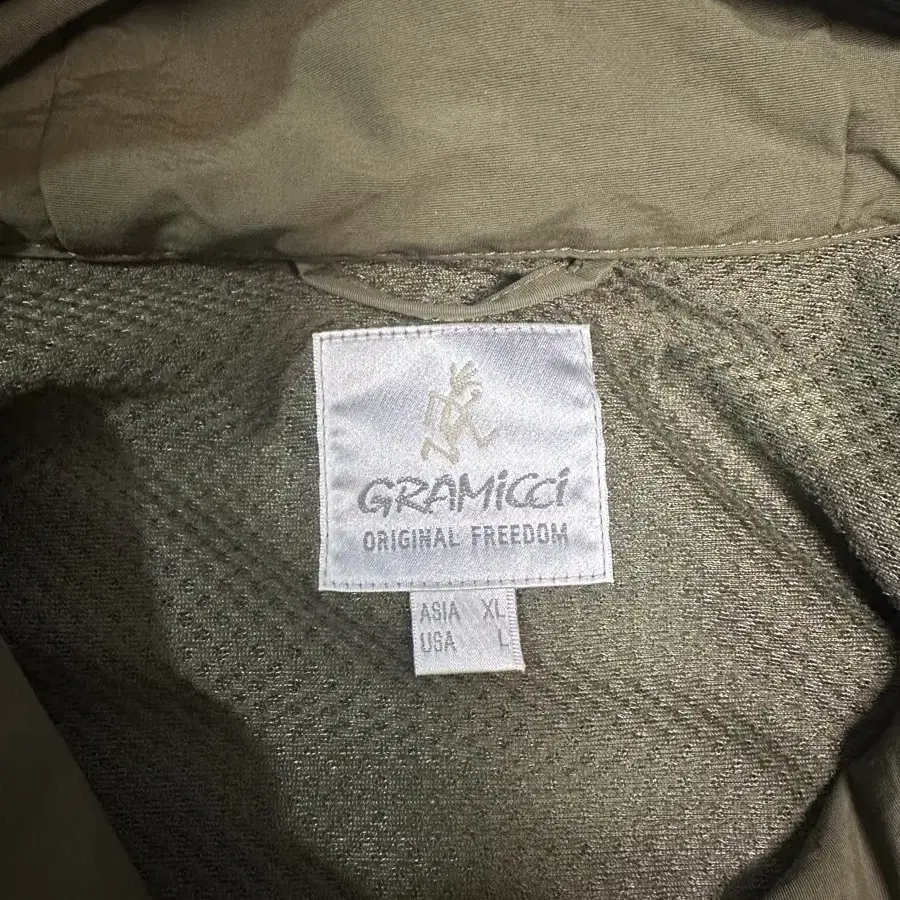 GRAMiCCi
ORIGINAL FREEDOM
ASIA XL
USA L